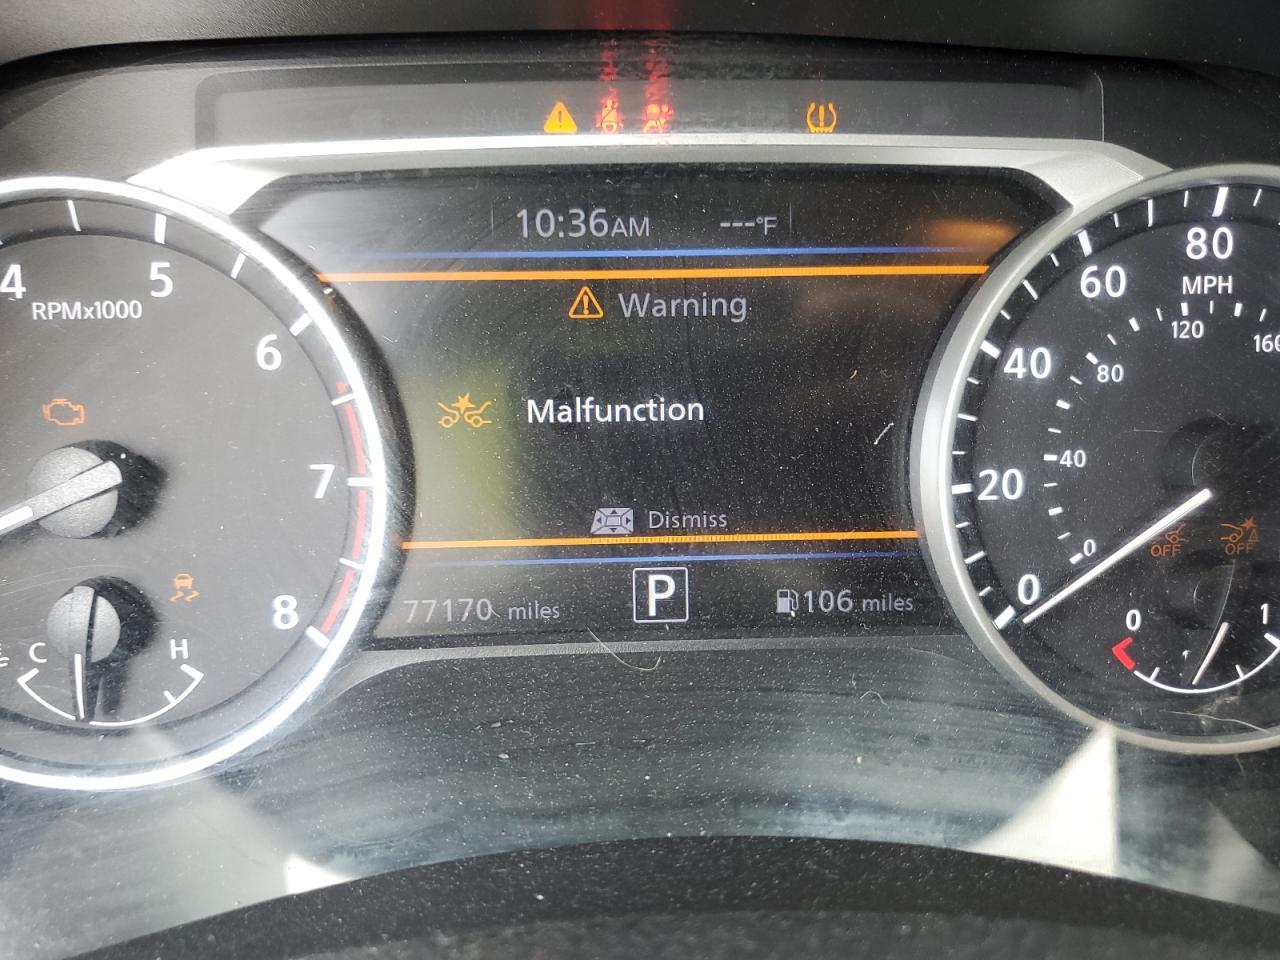 10:36AM ---°F
Warning
Malfunction
Dismiss
P
77170 miles
106 miles
4 5 6 7 8
RPMx1000
C H
0 20 40 60 80
MPH
0 40 80 120 160
OFF OFF
0 1